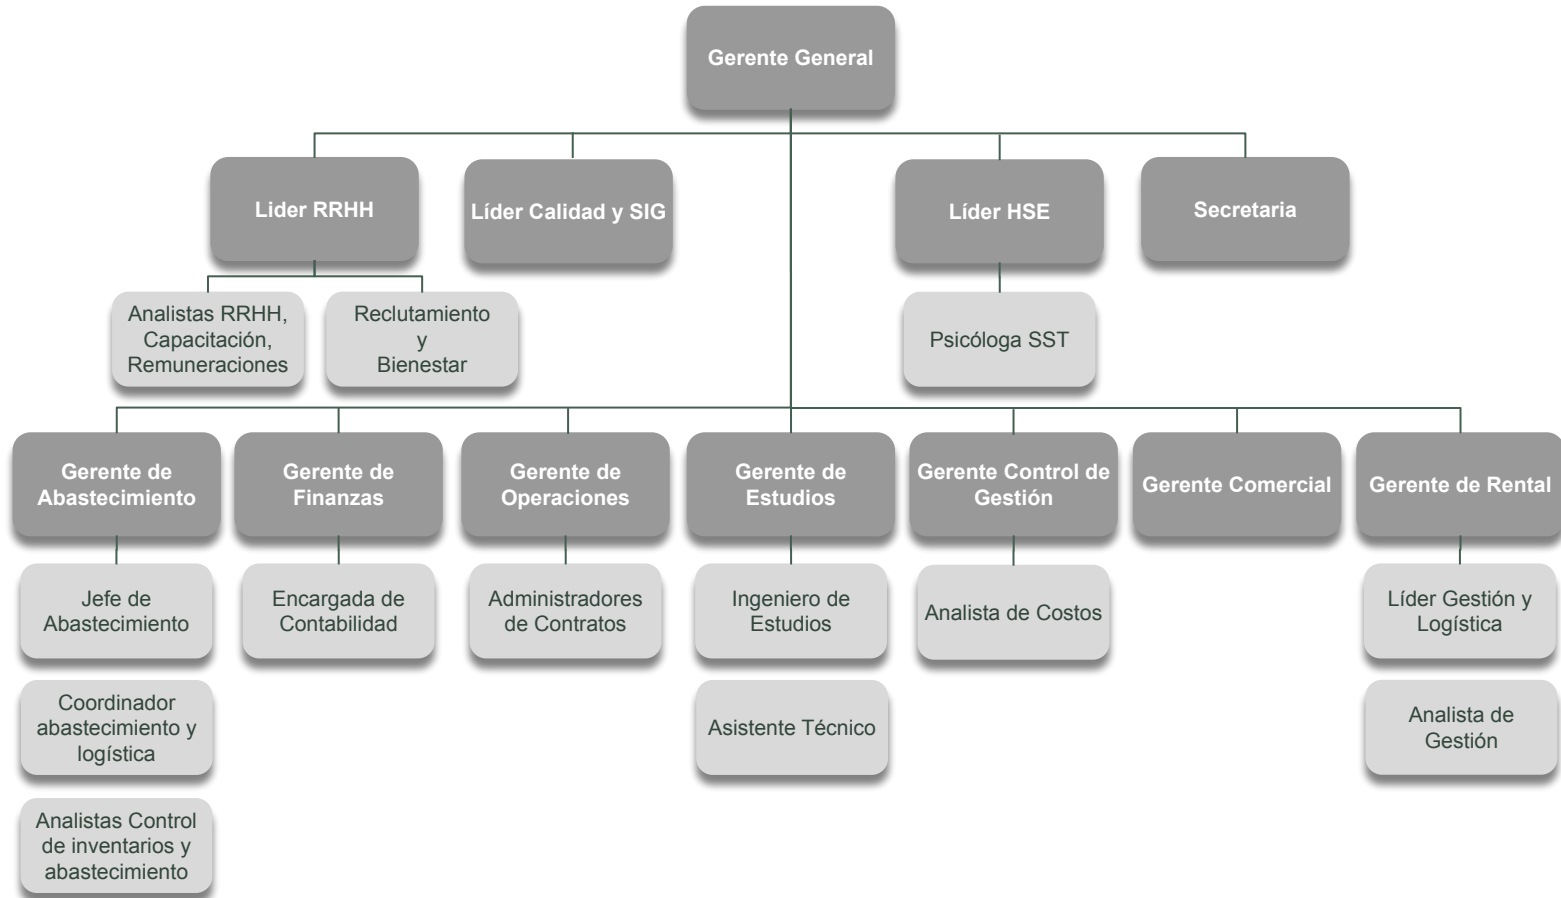 Gerente General
Lider RRHH
Líder Calidad y SIG
Líder HSE
Secretaria
Analistas RRHH,
Capacitación,
Remuneraciones
Reclutamiento
y
Bienestar
Psicóloga SST
Gerente de
Abastecimiento
Gerente de
Finanzas
Gerente de
Operaciones
Gerente de
Estudios
Gerente Control de
Gestión
Gerente Comercial
Gerente de Rental
Jefe de
Abastecimiento
Encargada de
Contabilidad
Administradores
de Contratos
Ingeniero de
Estudios
Analista de Costos
Líder Gestión y
Logística
Coordinador
abastecimiento y
logística
Asistente Técnico
Analista de
Gestión
Analistas Control
de inventarios y
abastecimiento